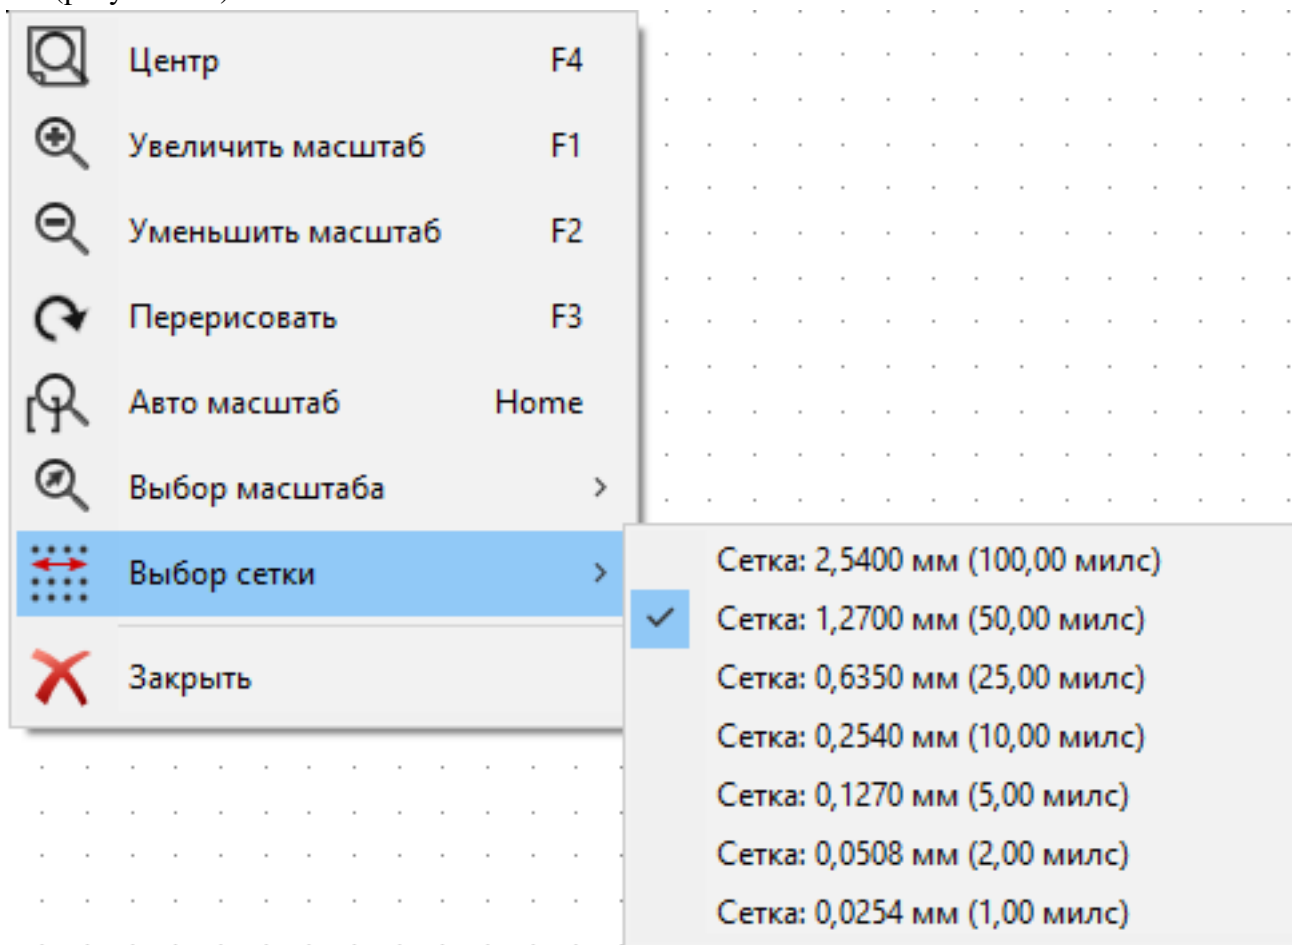 Центр F4
Увеличить масштаб F1
Уменьшить масштаб F2
Перерисовать F3
Авто масштаб Home
Выбор масштаба
Выбор сетки
Закрыть
Сетка: 2,5400 мм (100,00 милс)
Сетка: 1,2700 мм (50,00 милс)
Сетка: 0,6350 мм (25,00 милс)
Сетка: 0,2540 мм (10,00 милс)
Сетка: 0,1270 мм (5,00 милс)
Сетка: 0,0508 мм (2,00 милс)
Сетка: 0,0254 мм (1,00 милс)